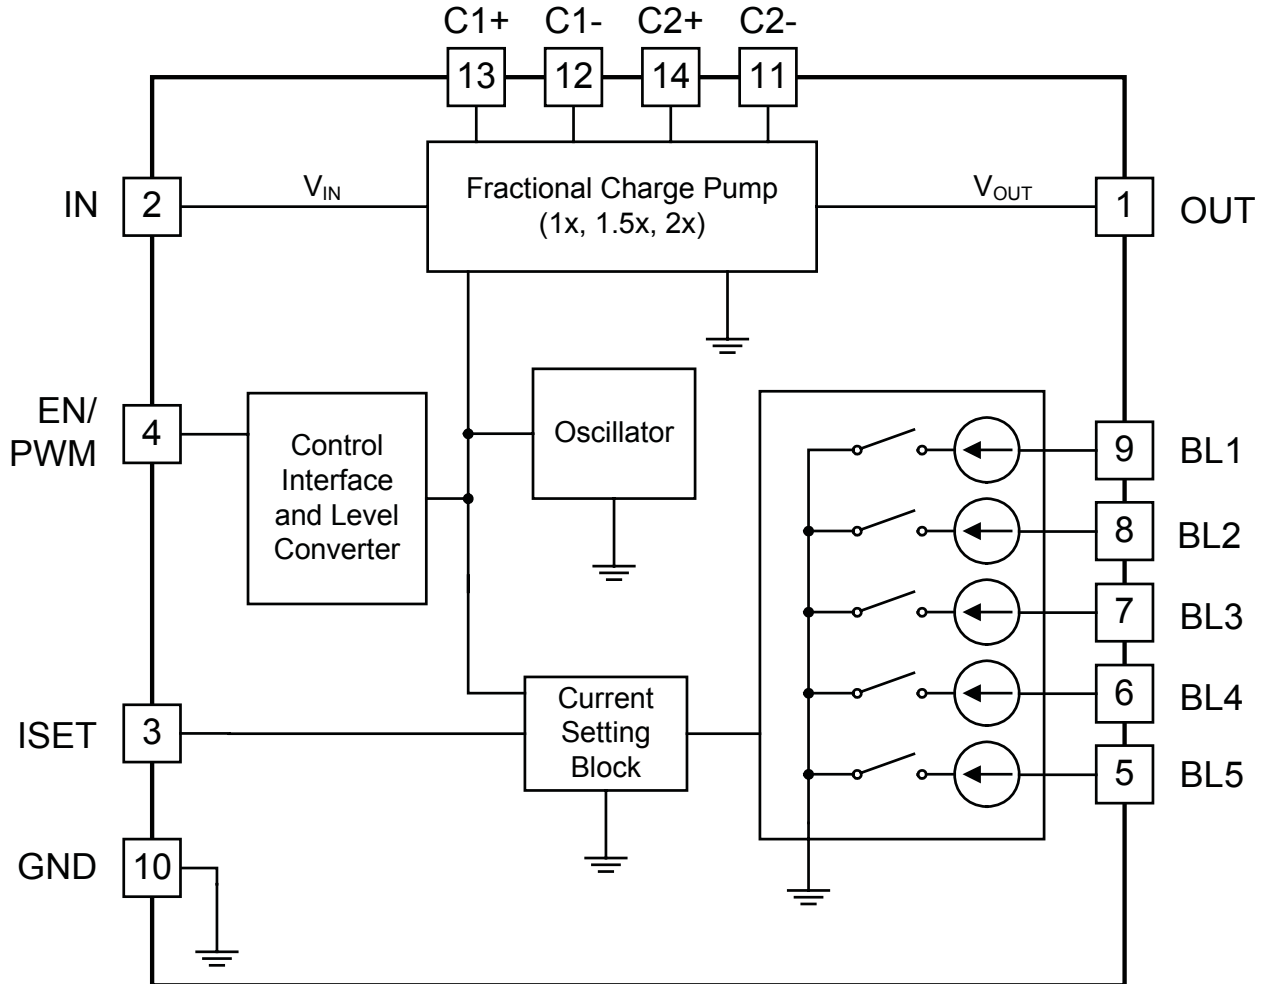 C1+ C1- C2+ C2-
13 12 14 11
IN 2 V_IN Fractional Charge Pump V_OUT 1 OUT
(1x, 1.5x, 2x)
EN/
PWM
4
Control
Interface
and Level
Converter
Oscillator
9 BL1
8 BL2
7 BL3
6 BL4
5 BL5
ISET 3
Current
Setting
Block
GND 10